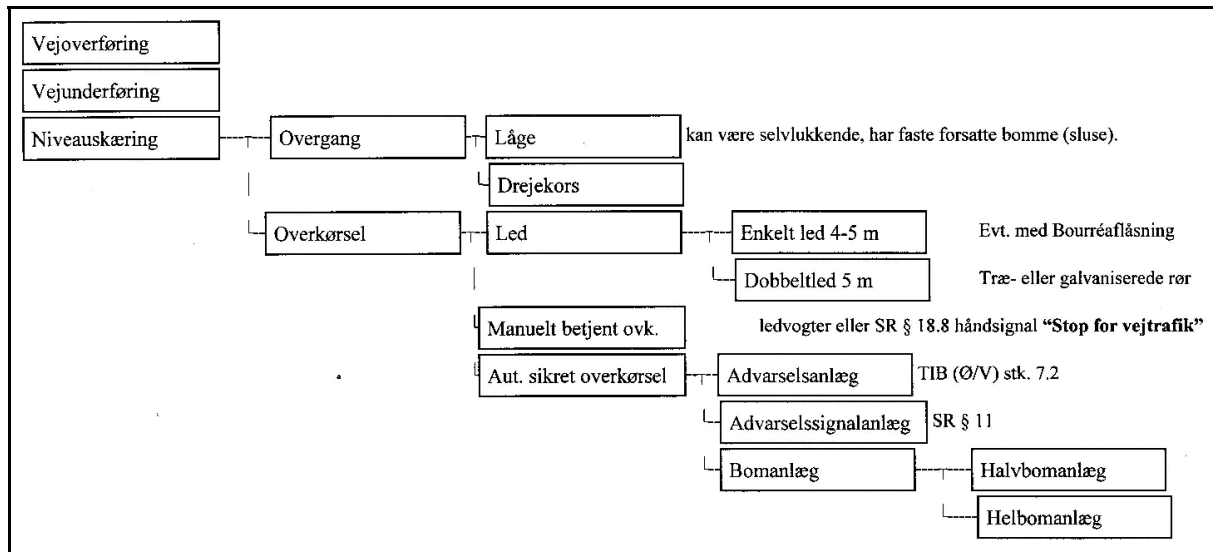 Vejoverføring
Vejunderføring
Niveauskæring Overgang Låge kan være selvlukkende, har faste forsatte bomme (sluse).
Drejekors
Overkørsel Led Enkelt led 4-5 m Evt. med Bourréaflåsning
Dobbeltled 5 m Træ- eller galvaniserede rør
Manuelt betjent ovk. ledvogter eller SR § 18.8 håndsignal “Stop for vejtrafik”
Aut. sikret overkørsel Advarselsanlæg TIB (Ø/V) stk. 7.2
Advarselssignalanlæg SR § 11
Bomanlæg Halvbomanlæg
Helbomanlæg